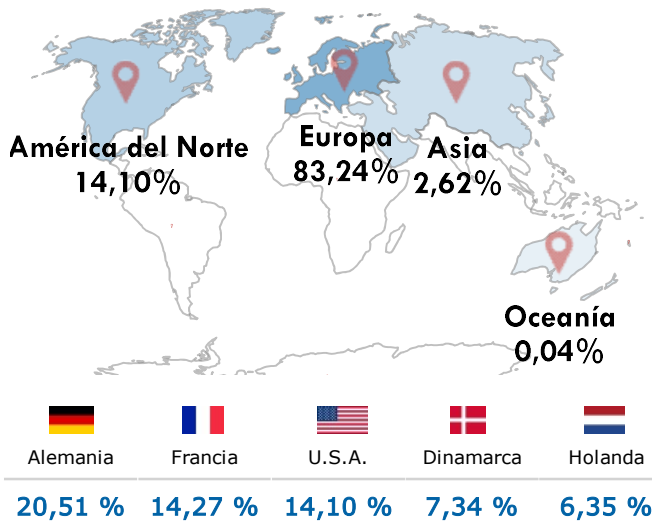 América del Norte
14,10%
Europa
83,24%
Asia
2,62%
Oceanía
0,04%
Alemania Francia U.S.A. Dinamarca Holanda
20,51 % 14,27 % 14,10 % 7,34 % 6,35 %